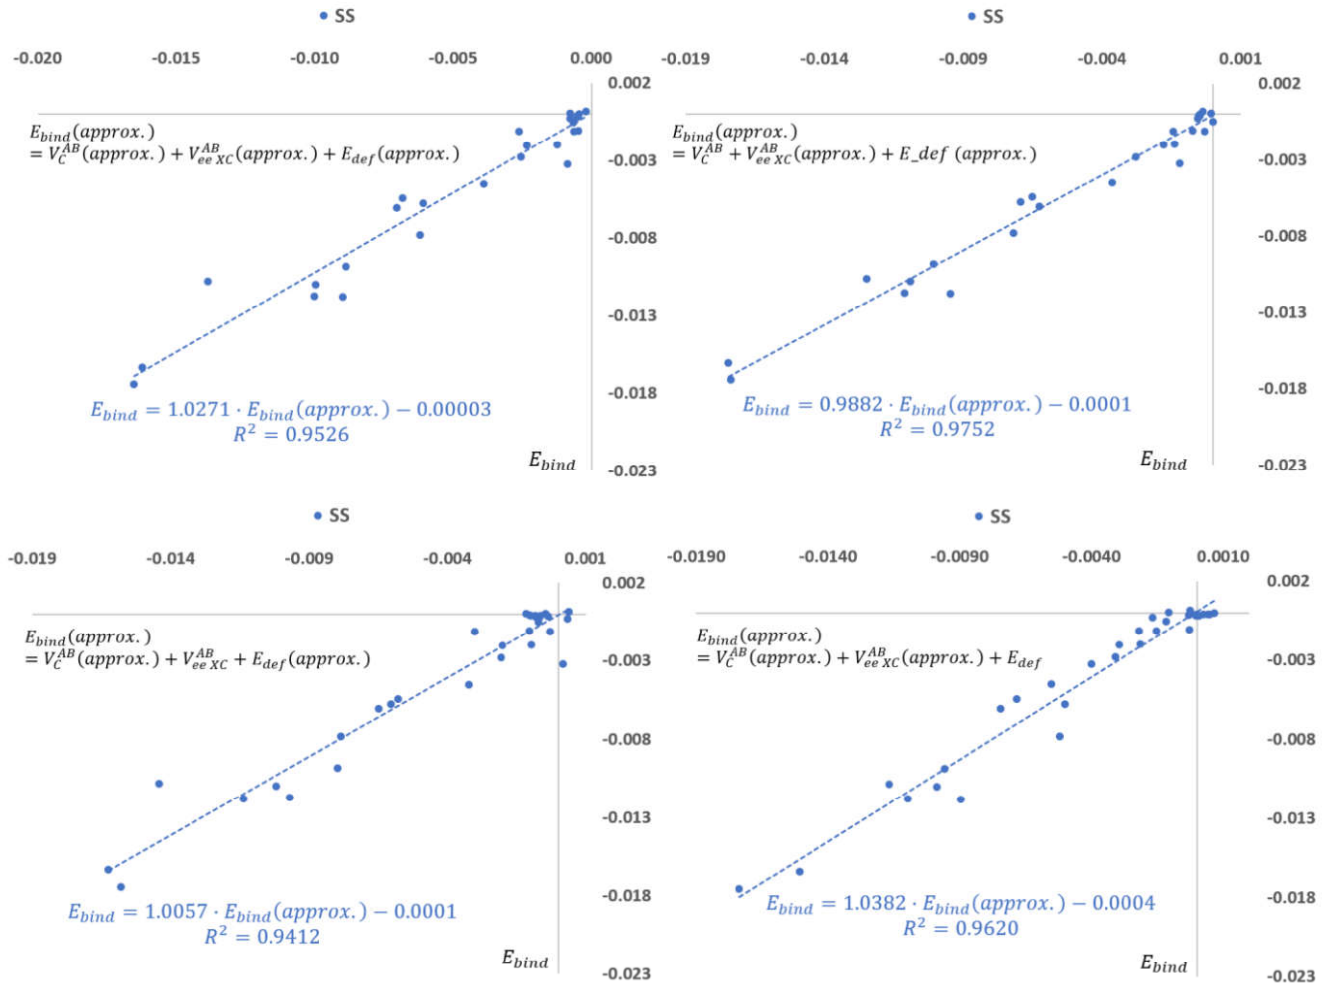 SS
-0.020 -0.015 -0.010 -0.005 0.000
0.002
E_bind(approx.)
= V_C^AB(approx.) + V_ee XC^AB(approx.) + E_def(approx.)
-0.003
-0.008
-0.013
-0.018
E_bind = 1.0271 · E_bind(approx.) − 0.00003
R² = 0.9526
E_bind
-0.023
SS
-0.019 -0.014 -0.009 -0.004 0.001
0.002
E_bind(approx.)
= V_C^AB + V_ee XC^AB(approx.) + E_def (approx.)
-0.003
-0.008
-0.013
-0.018
E_bind = 0.9882 · E_bind(approx.) − 0.0001
R² = 0.9752
E_bind
-0.023
SS
-0.019 -0.014 -0.009 -0.004 0.001
0.002
E_bind(approx.)
= V_C^AB(approx.) + V_ee XC^AB + E_def(approx.)
-0.003
-0.008
-0.013
-0.018
E_bind = 1.0057 · E_bind(approx.) − 0.0001
R² = 0.9412
E_bind
-0.023
SS
-0.0190 -0.0140 -0.0090 -0.0040 0.0010
0.002
E_bind(approx.)
= V_C^AB(approx.) + V_ee XC^AB(approx.) + E_def
-0.003
-0.008
-0.013
-0.018
E_bind = 1.0382 · E_bind(approx.) − 0.0004
R² = 0.9620
E_bind
-0.023